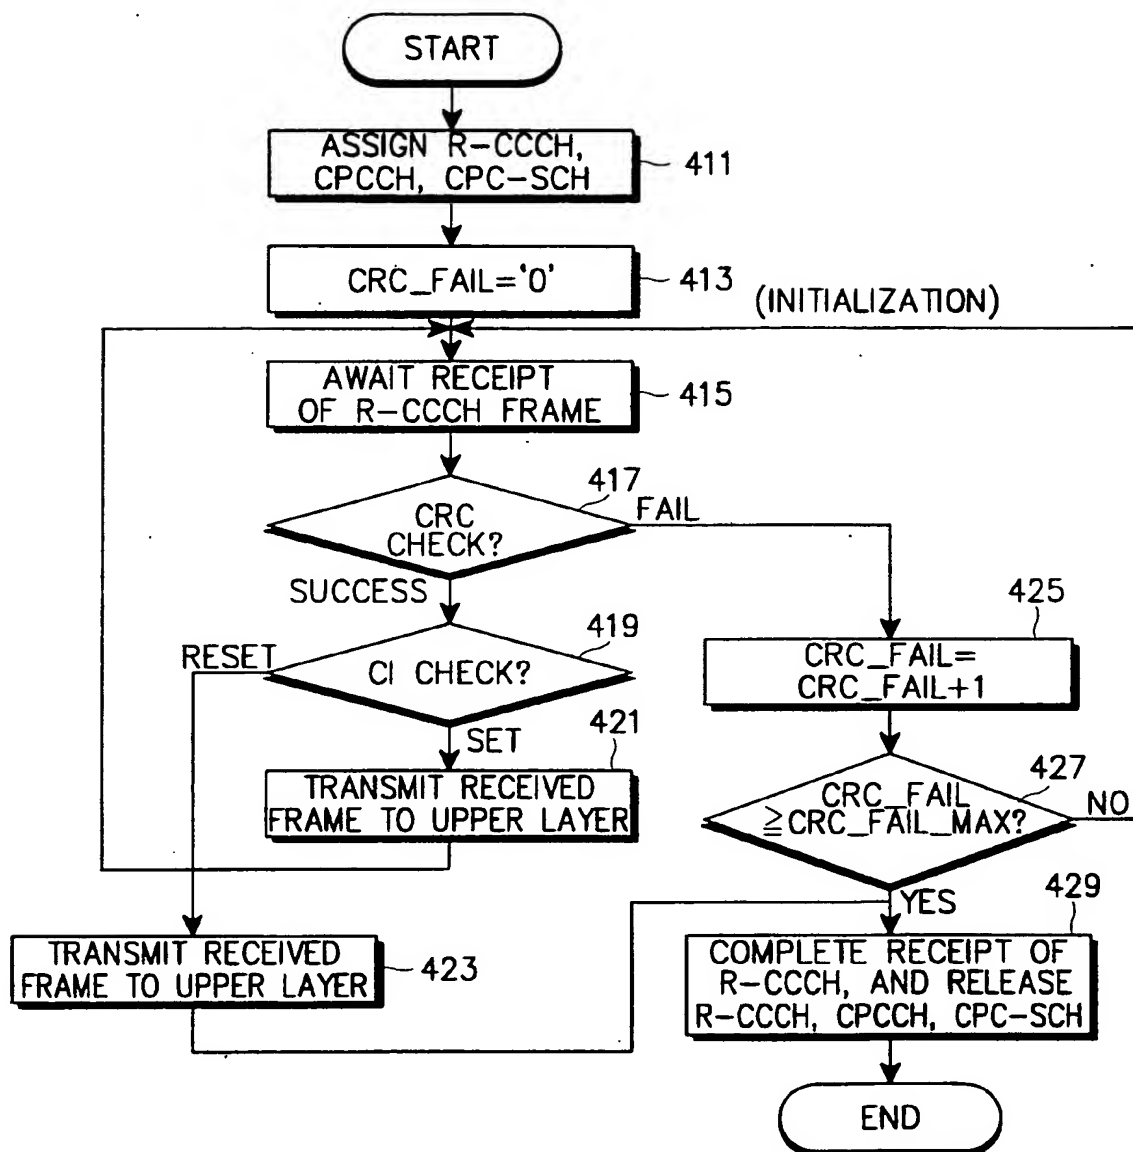 START
ASSIGN R-CCCH,
CPCCH, CPC-SCH
411
CRC_FAIL='0'
413
(INITIALIZATION)
AWAIT RECEIPT
OF R-CCCH FRAME
415
417
CRC
CHECK?
FAIL
SUCCESS
419
RESET
CI CHECK?
425
CRC_FAIL=
CRC_FAIL+1
SET
421
TRANSMIT RECEIVED
FRAME TO UPPER LAYER
427
CRC_FAIL
≧CRC_FAIL_MAX?
NO
YES
429
TRANSMIT RECEIVED
FRAME TO UPPER LAYER
423
COMPLETE RECEIPT OF
R-CCCH, AND RELEASE
R-CCCH, CPCCH, CPC-SCH
END